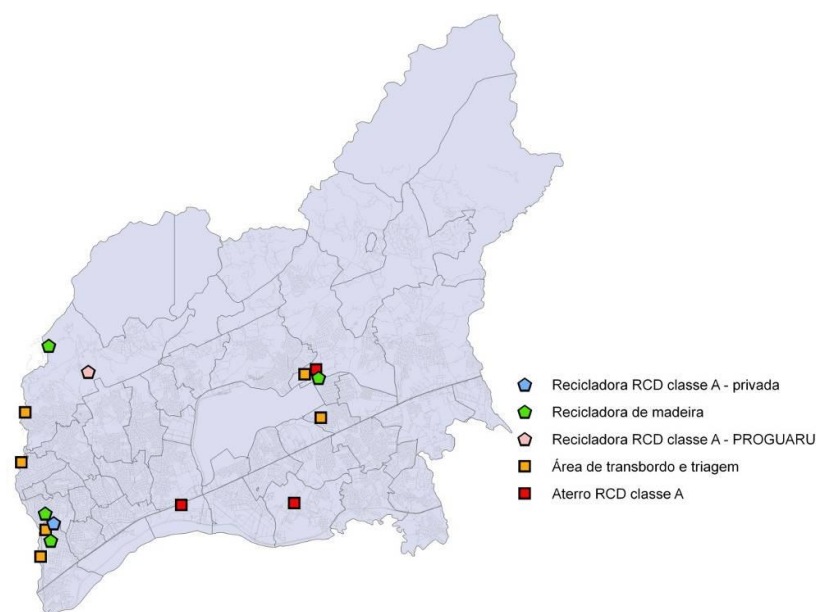 Recicladora RCD classe A - privada
Recicladora de madeira
Recicladora RCD classe A - PROGUARU
Área de transbordo e triagem
Aterro RCD classe A